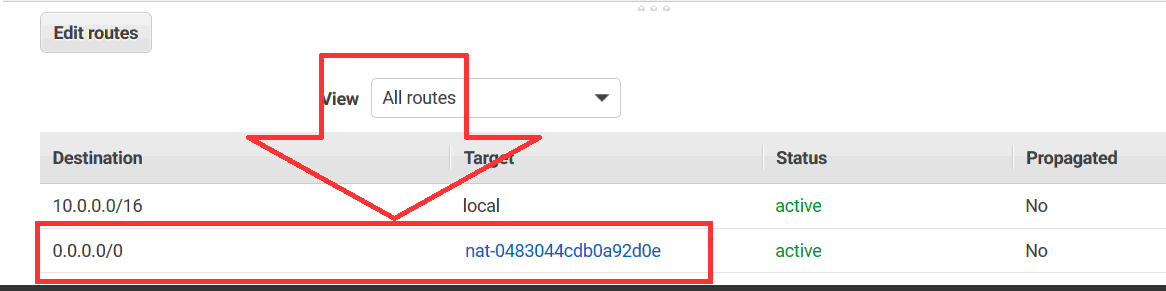 Edit routes
View All routes
Destination Target Status Propagated
10.0.0.0/16 local active No
0.0.0.0/0 nat-0483044cdb0a92d0e active No